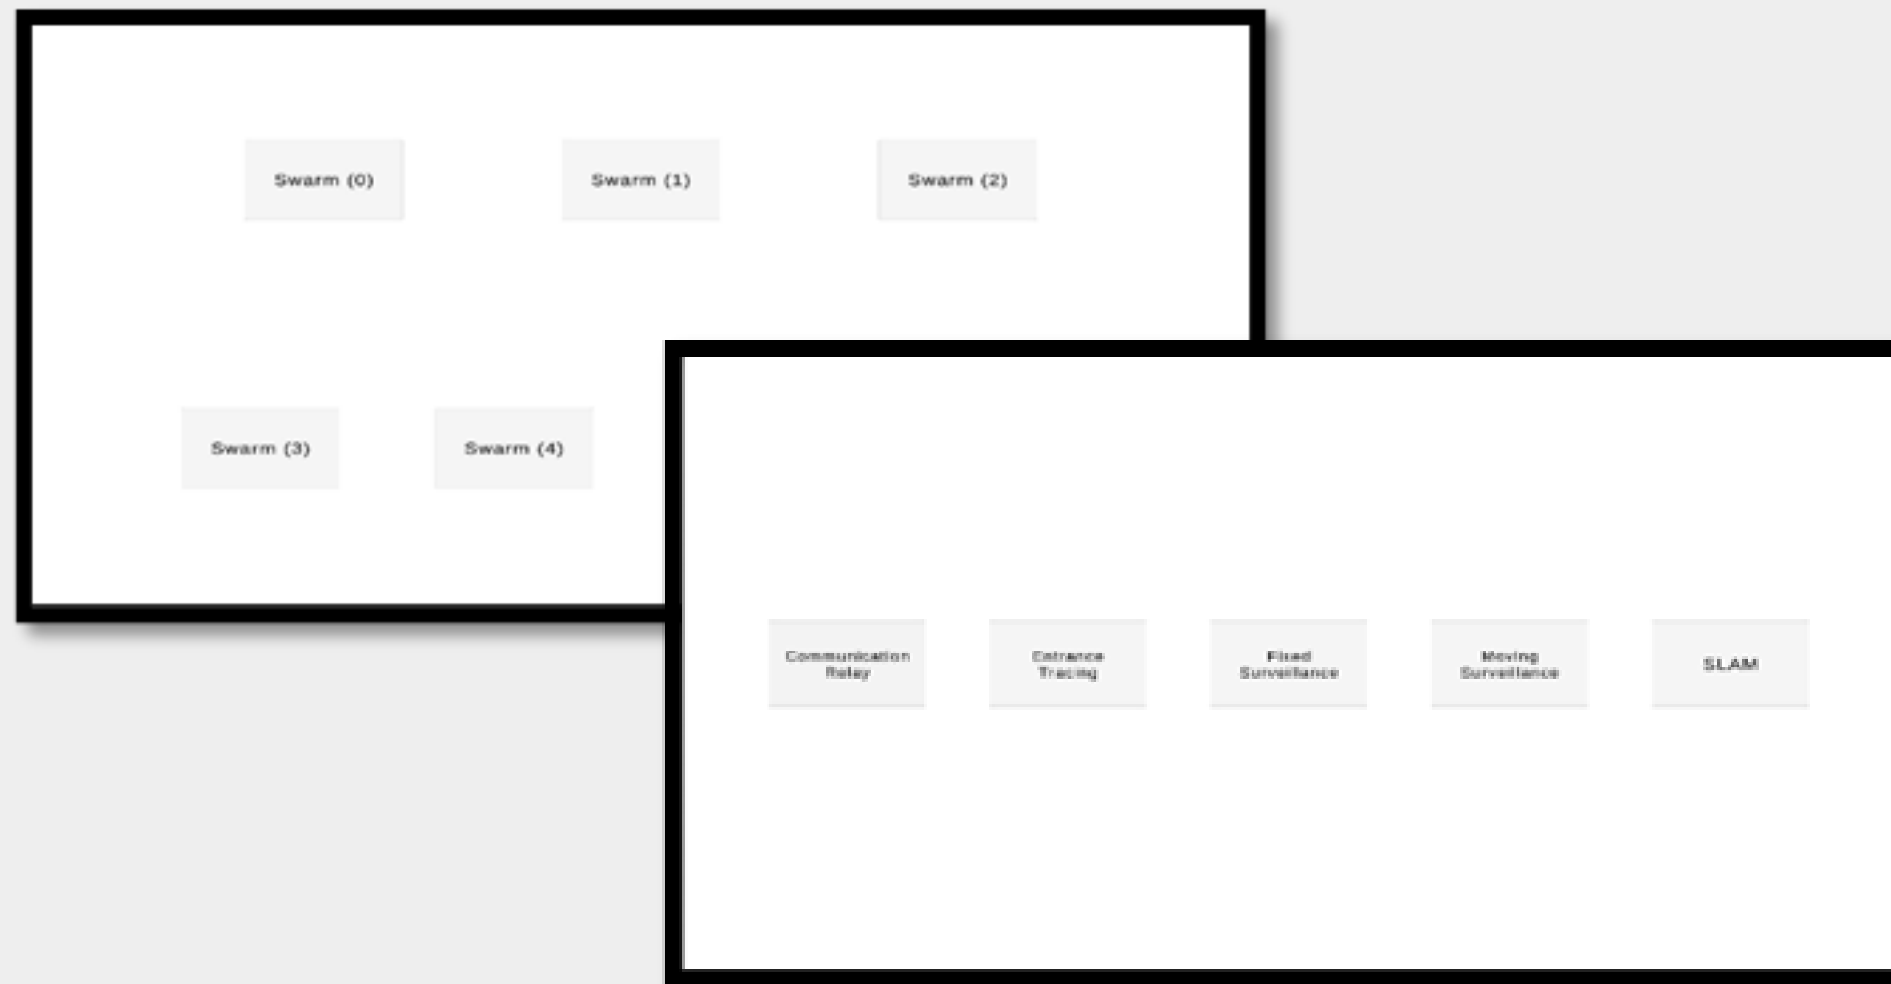 Swarm (0)
Swarm (1)
Swarm (2)
Swarm (3)
Swarm (4)
Communication
Relay
Entrance
Tracing
Fixed
Surveillance
Moving
Surveillance
SLAM